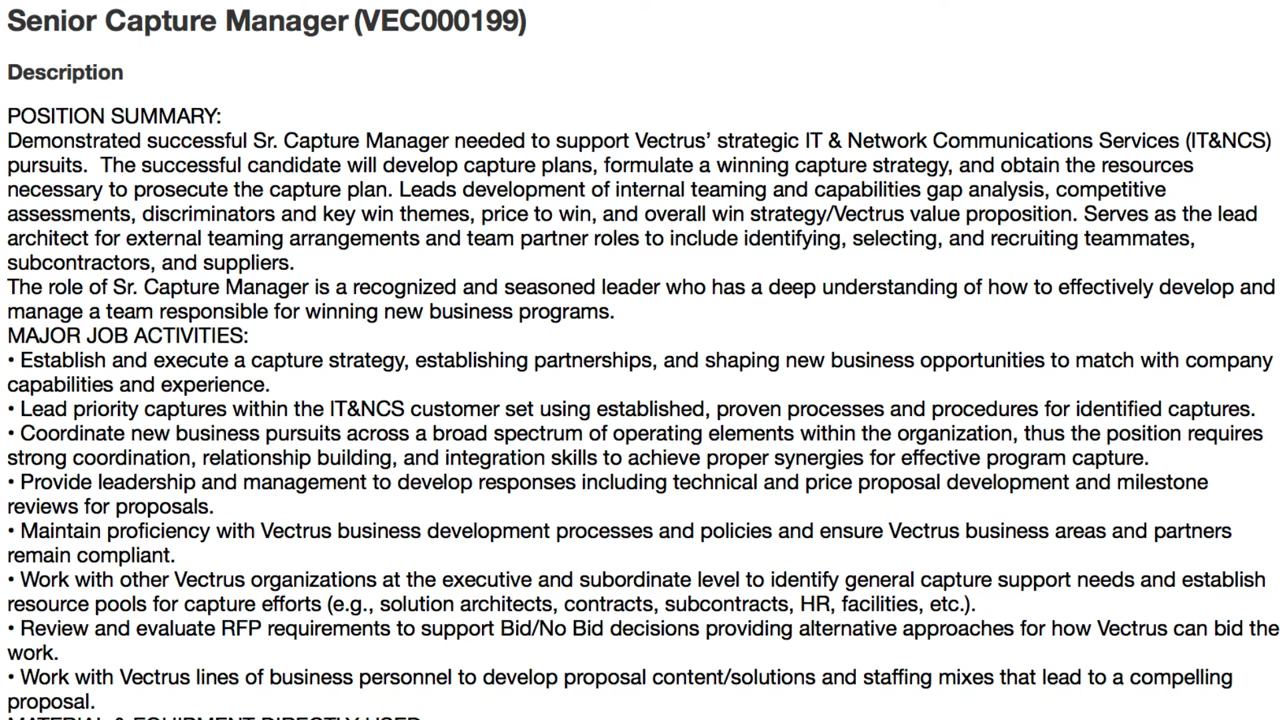 Senior Capture Manager (VEC000199)
Description
POSITION SUMMARY:
Demonstrated successful Sr. Capture Manager needed to support Vectrus’ strategic IT & Network Communications Services (IT&NCS)
pursuits.  The successful candidate will develop capture plans, formulate a winning capture strategy, and obtain the resources
necessary to prosecute the capture plan. Leads development of internal teaming and capabilities gap analysis, competitive
assessments, discriminators and key win themes, price to win, and overall win strategy/Vectrus value proposition. Serves as the lead
architect for external teaming arrangements and team partner roles to include identifying, selecting, and recruiting teammates,
subcontractors, and suppliers.
The role of Sr. Capture Manager is a recognized and seasoned leader who has a deep understanding of how to effectively develop and
manage a team responsible for winning new business programs.
MAJOR JOB ACTIVITIES:
• Establish and execute a capture strategy, establishing partnerships, and shaping new business opportunities to match with company
capabilities and experience.
• Lead priority captures within the IT&NCS customer set using established, proven processes and procedures for identified captures.
• Coordinate new business pursuits across a broad spectrum of operating elements within the organization, thus the position requires
strong coordination, relationship building, and integration skills to achieve proper synergies for effective program capture.
• Provide leadership and management to develop responses including technical and price proposal development and milestone
reviews for proposals.
• Maintain proficiency with Vectrus business development processes and policies and ensure Vectrus business areas and partners
remain compliant.
• Work with other Vectrus organizations at the executive and subordinate level to identify general capture support needs and establish
resource pools for capture efforts (e.g., solution architects, contracts, subcontracts, HR, facilities, etc.).
• Review and evaluate RFP requirements to support Bid/No Bid decisions providing alternative approaches for how Vectrus can bid the
work.
• Work with Vectrus lines of business personnel to develop proposal content/solutions and staffing mixes that lead to a compelling
proposal.
MATERIAL & EQUIPMENT DIRECTLY USED